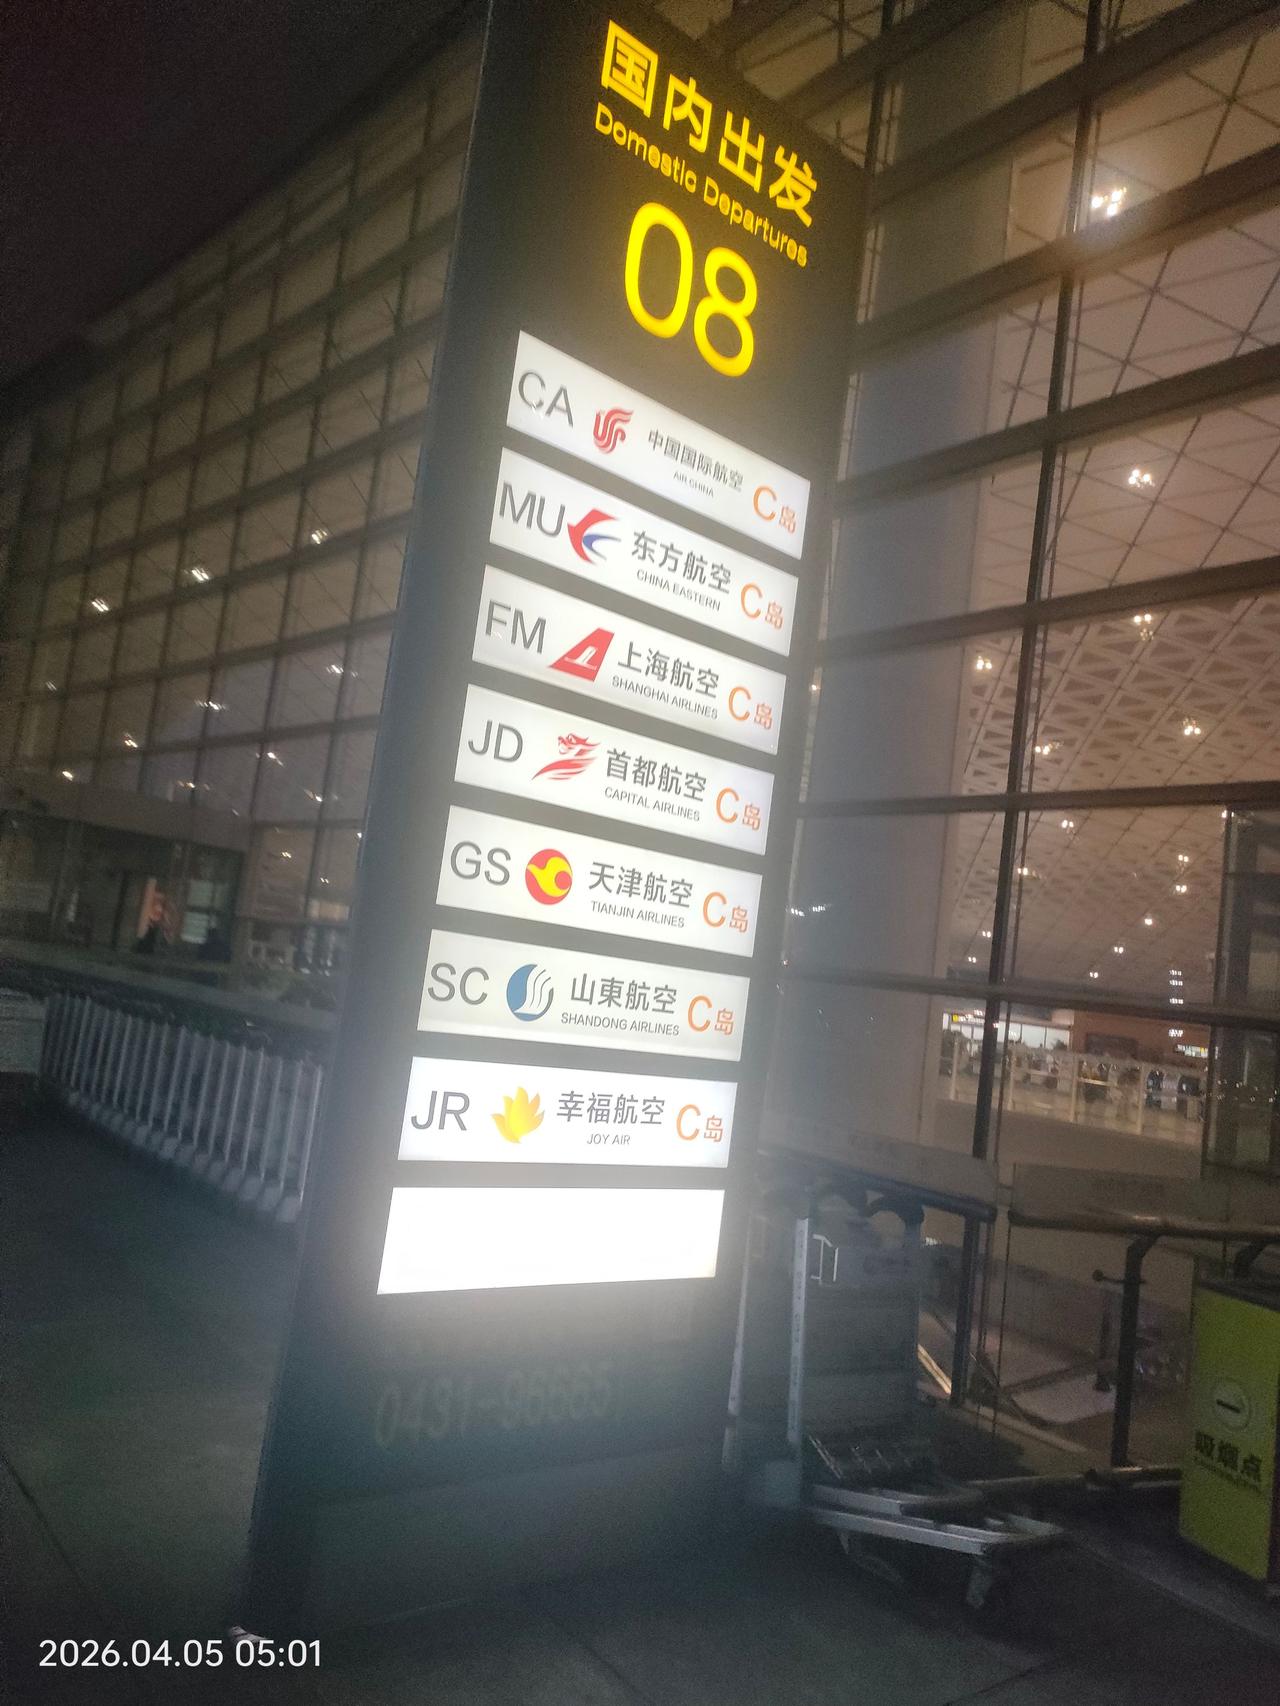 国内出发
Domestic Departures
08
CA 中国国际航空 C岛
AIR CHINA
MU 东方航空 C岛
CHINA EASTERN
FM 上海航空 C岛
SHANGHAI AIRLINES
JD 首都航空 C岛
CAPITAL AIRLINES
GS 天津航空 C岛
TIANJIN AIRLINES
SC 山東航空 C岛
SHANDONG AIRLINES
JR 幸福航空 C岛
JOY AIR
0431-96665
吸烟点
2026.04.05 05:01